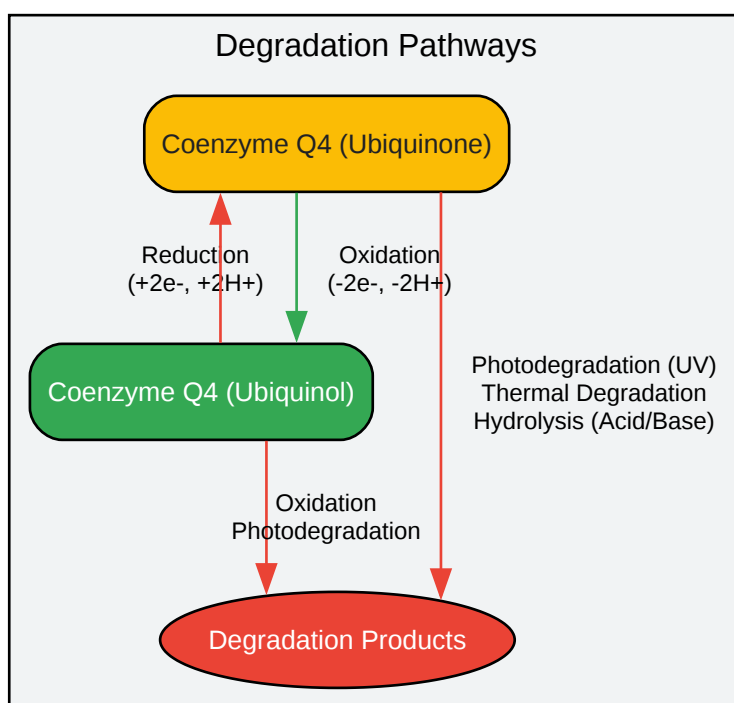 Degradation Pathways
Coenzyme Q4 (Ubiquinone)
Reduction
(+2e-, +2H+)
Oxidation
(-2e-, -2H+)
Coenzyme Q4 (Ubiquinol)
Photodegradation (UV)
Thermal Degradation
Hydrolysis (Acid/Base)
Oxidation
Photodegradation
Degradation Products